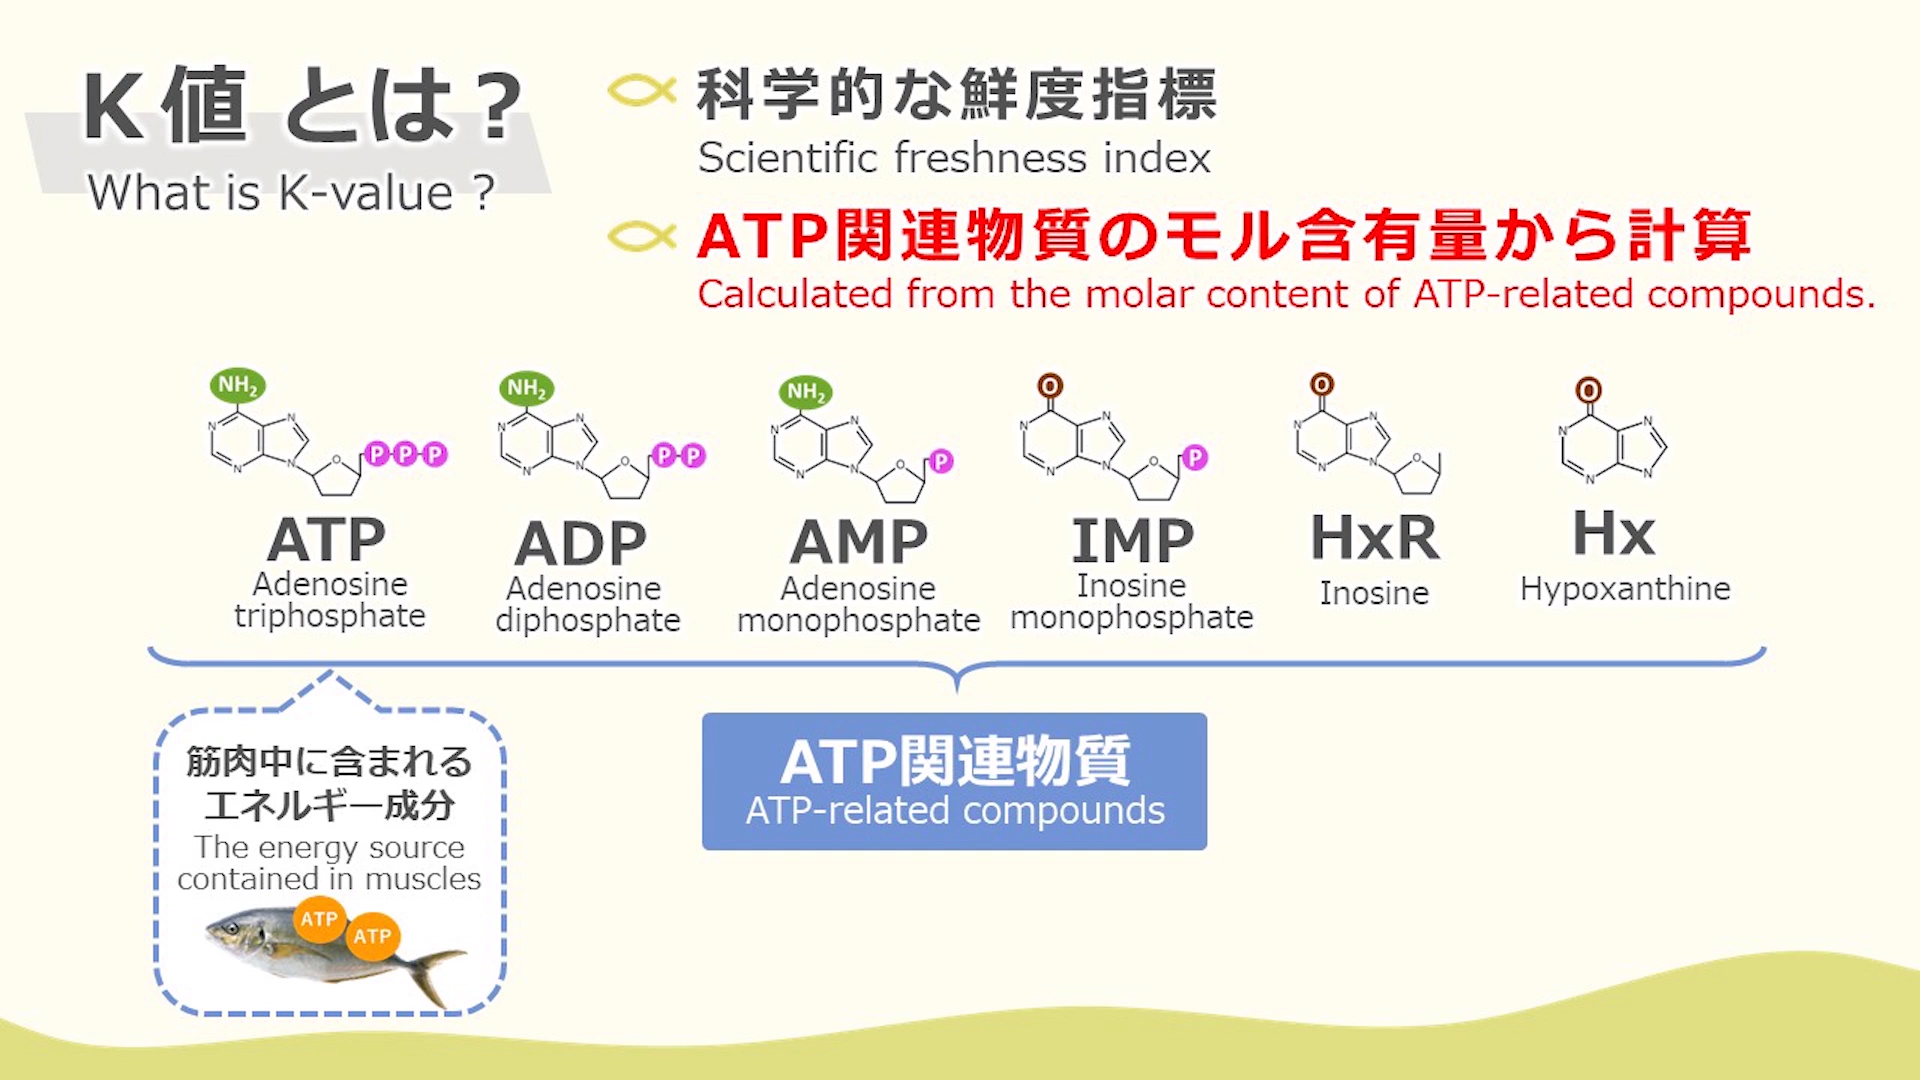 K値 とは？
What is K-value ?
科学的な鮮度指標
Scientific freshness index
ATP関連物質のモル含有量から計算
Calculated from the molar content of ATP-related compounds.
NH₂
N
N
N
N
O
P-P-P
NH₂
N
N
N
N
O
P-P
NH₂
N
N
N
N
O
P
O
N
N
N
N
O
P
O
N
N
N
N
O
O
N
N
N
N
ATP
Adenosine
triphosphate
ADP
Adenosine
diphosphate
AMP
Adenosine
monophosphate
IMP
Inosine
monophosphate
HxR
Inosine
Hx
Hypoxanthine
筋肉中に含まれる
エネルギー成分
The energy source
contained in muscles
ATP
ATP
ATP関連物質
ATP-related compounds